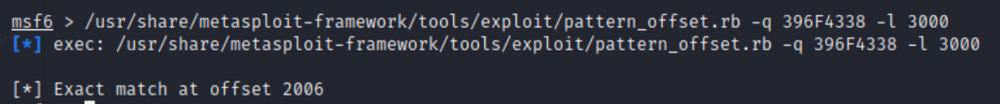 msf6 > /usr/share/metasploit-framework/tools/exploit/pattern_offset.rb -q 396F4338 -l 3000
[*] exec: /usr/share/metasploit-framework/tools/exploit/pattern_offset.rb -q 396F4338 -l 3000
[*] Exact match at offset 2006